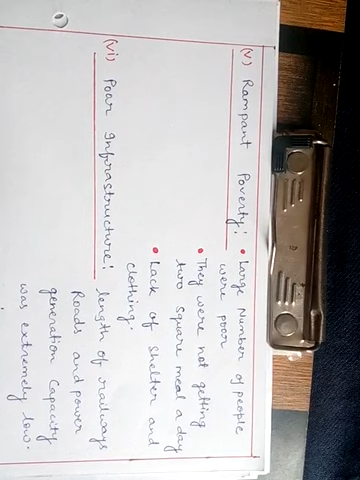 (v) Rampant Poverty: • Large Number of people
were poor
• They were not getting
two square meal a day
• Lack of Shelter and
clothing.
(vi) Poor Infrastructure: length of railways
Roads and power
generation Capacity
was extremely low.